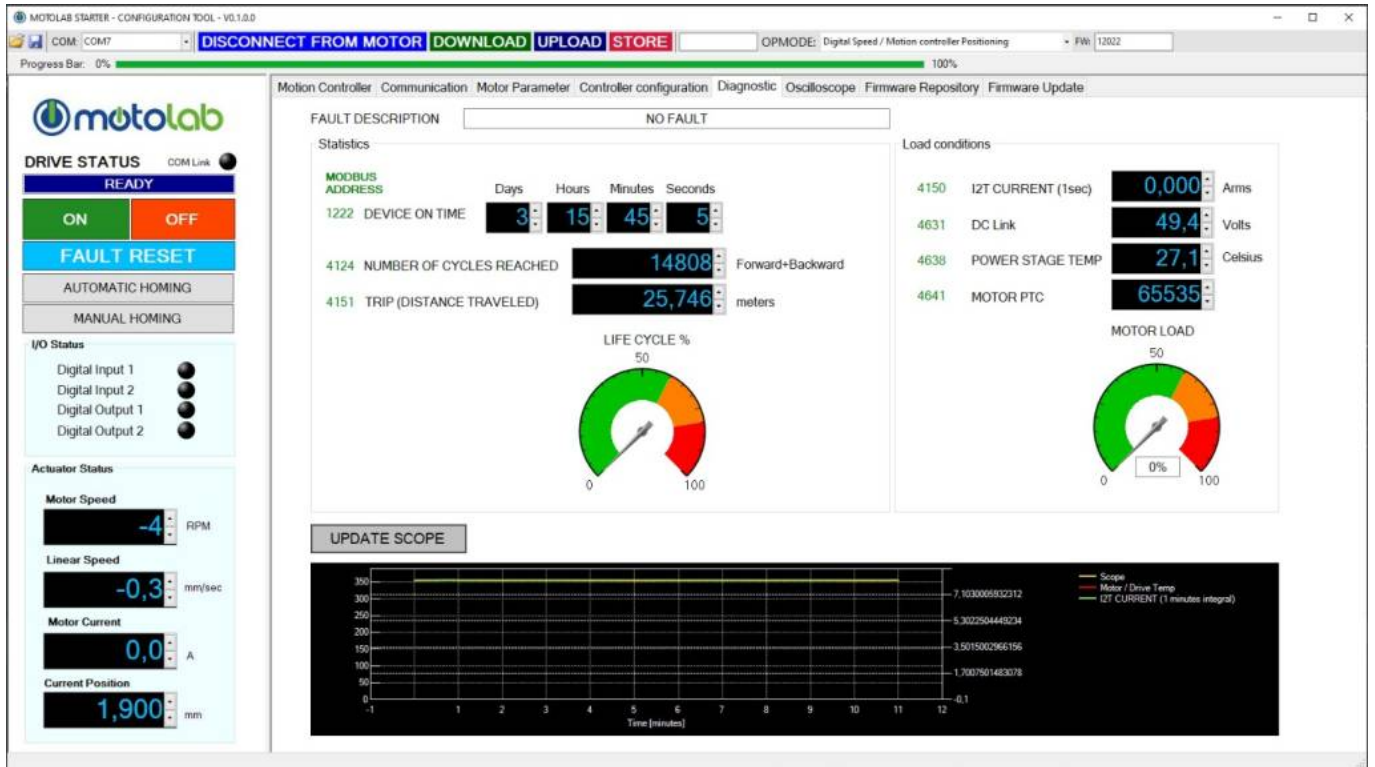 MOTOLAB STARTER - CONFIGURATION TOOL - V0.1.0.0
COM: COM7 DISCONNECT FROM MOTOR DOWNLOAD UPLOAD STORE OPMODE: Digital Speed / Motion controller Positioning FW: 12022
Progress Bar: 0% 100%
Motion Controller Communication Motor Parameter Controller configuration Diagnostic Oscilloscope Firmware Repository Firmware Update
motolab
DRIVE STATUS COM Link
READY
ON OFF
FAULT RESET
AUTOMATIC HOMING
MANUAL HOMING
I/O Status
Digital Input 1
Digital Input 2
Digital Output 1
Digital Output 2
Actuator Status
Motor Speed
-4 RPM
Linear Speed
-0,3 mm/sec
Motor Current
0,0 A
Current Position
1,900 mm
FAULT DESCRIPTION NO FAULT
Statistics
MODBUS
ADDRESS Days Hours Minutes Seconds
1222 DEVICE ON TIME 3 15 45 5
4124 NUMBER OF CYCLES REACHED 14808 Forward+Backward
4151 TRIP (DISTANCE TRAVELED) 25,746 meters
LIFE CYCLE %
50
0 100
Load conditions
4150 I2T CURRENT (1sec) 0,000 Arms
4631 DC Link 49,4 Volts
4638 POWER STAGE TEMP 27,1 Celsius
4641 MOTOR PTC 65535
MOTOR LOAD
50
0%
0 100
UPDATE SCOPE
350
300
250
200
150
100
50
0
-1 1 2 3 4 5 6 7 8 9 10 11 12
Time [minutes]
7,1030005932312
5,3022504449234
3,5015002966156
1,7007501483078
-0,1
Scope
Motor / Drive Temp
I2T CURRENT (1 minutes integral)